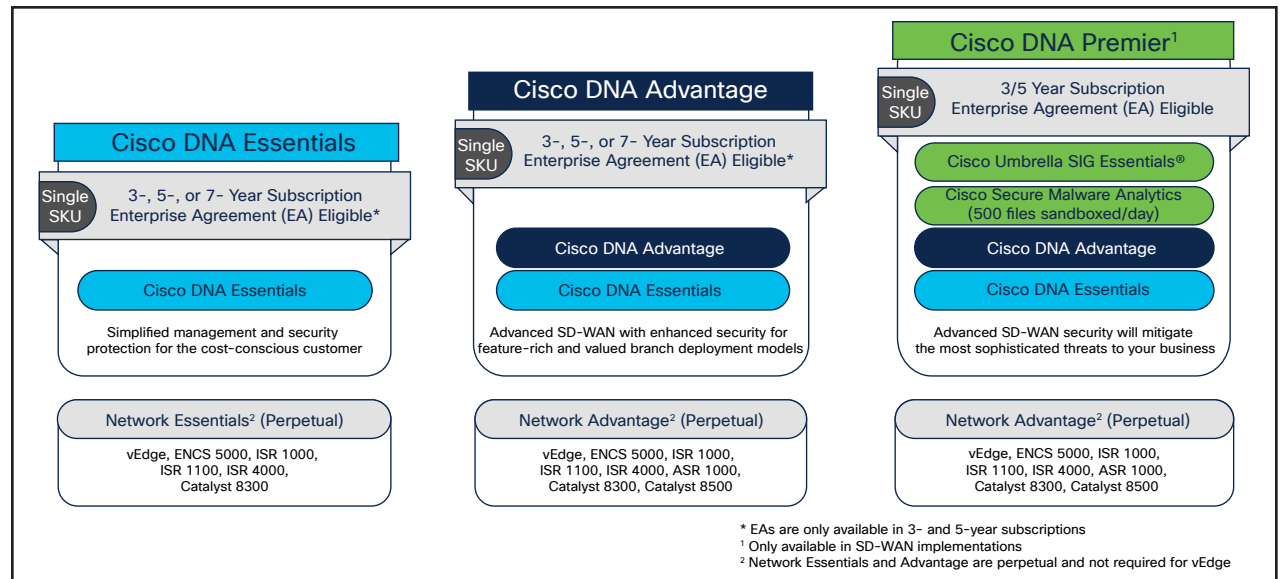 Cisco DNA Essentials
Single
SKU
3-, 5-, or 7- Year Subscription
Enterprise Agreement (EA) Eligible*
Cisco DNA Essentials
Simplified management and security
protection for the cost-conscious customer
Network Essentials² (Perpetual)
vEdge, ENCS 5000, ISR 1000,
ISR 1100, ISR 4000,
Catalyst 8300
Cisco DNA Advantage
Single
SKU
3-, 5-, or 7- Year Subscription
Enterprise Agreement (EA) Eligible*
Cisco DNA Advantage
Cisco DNA Essentials
Advanced SD-WAN with enhanced security for
feature-rich and valued branch deployment models
Network Advantage² (Perpetual)
vEdge, ENCS 5000, ISR 1000,
ISR 1100, ISR 4000, ASR 1000,
Catalyst 8300, Catalyst 8500
Cisco DNA Premier¹
Single
SKU
3/5 Year Subscription
Enterprise Agreement (EA) Eligible
Cisco Umbrella SIG Essentials®
Cisco Secure Malware Analytics
(500 files sandboxed/day)
Cisco DNA Advantage
Cisco DNA Essentials
Advanced SD-WAN security will mitigate
the most sophisticated threats to your business
Network Advantage² (Perpetual)
vEdge, ENCS 5000, ISR 1000,
ISR 1100, ISR 4000, ASR 1000,
Catalyst 8300, Catalyst 8500
* EAs are only available in 3- and 5-year subscriptions
¹ Only available in SD-WAN implementations
² Network Essentials and Advantage are perpetual and not required for vEdge